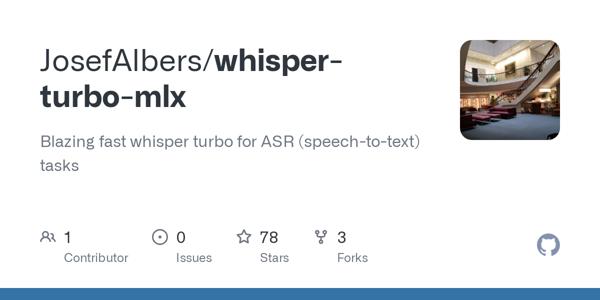 JosefAlbers/whisper-
turbo-mlx
Blazing fast whisper turbo for ASR (speech-to-text)
tasks
1 0 78 3
Contributor Issues Stars Forks